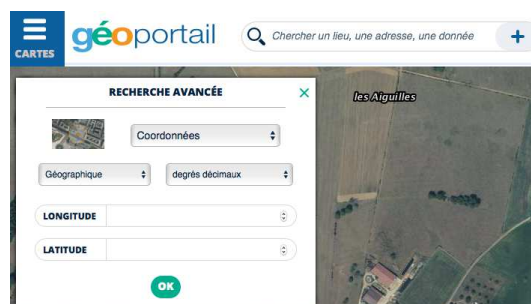 géoportail
Chercher un lieu, une adresse, une donnée +
CARTES
RECHERCHE AVANCÉE ×
les Aiguilles
Coordonnées
Géographique degrés décimaux
LONGITUDE
LATITUDE
OK